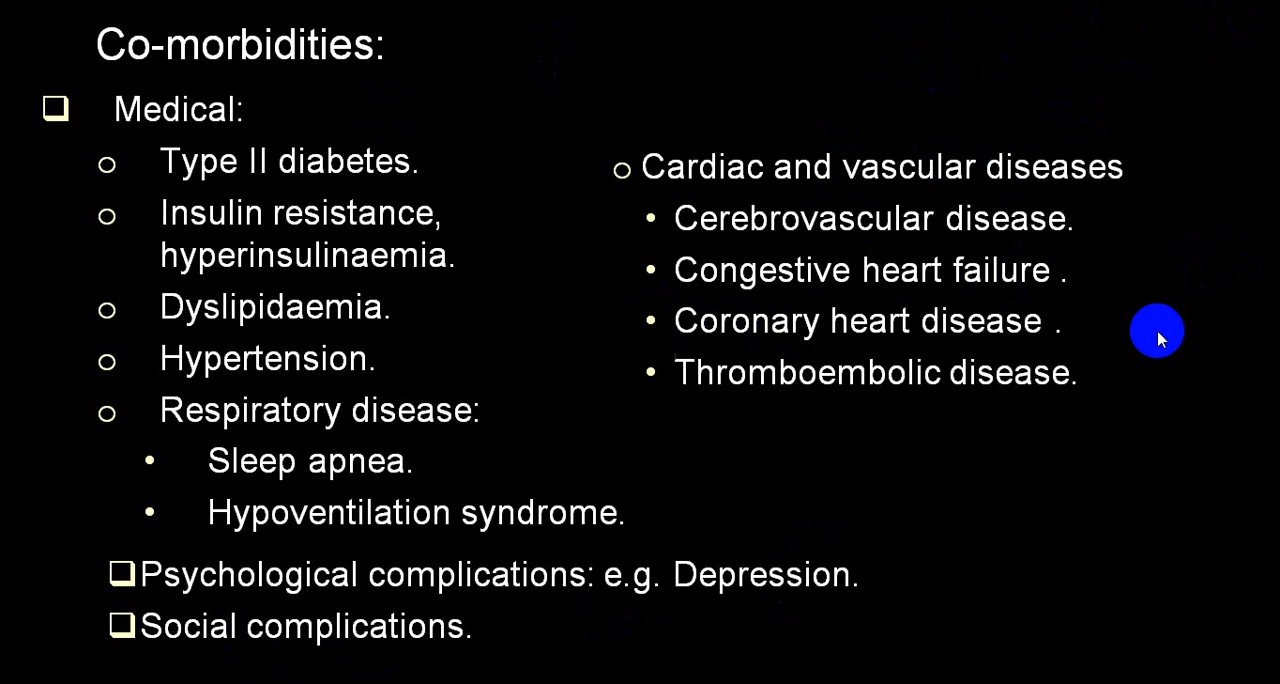 Co-morbidities:
Medical:
Type II diabetes.
Insulin resistance,
hyperinsulinaemia.
Dyslipidaemia.
Hypertension.
Respiratory disease:
Sleep apnea.
Hypoventilation syndrome.
Cardiac and vascular diseases
Cerebrovascular disease.
Congestive heart failure .
Coronary heart disease .
Thromboembolic disease.
Psychological complications: e.g. Depression.
Social complications.